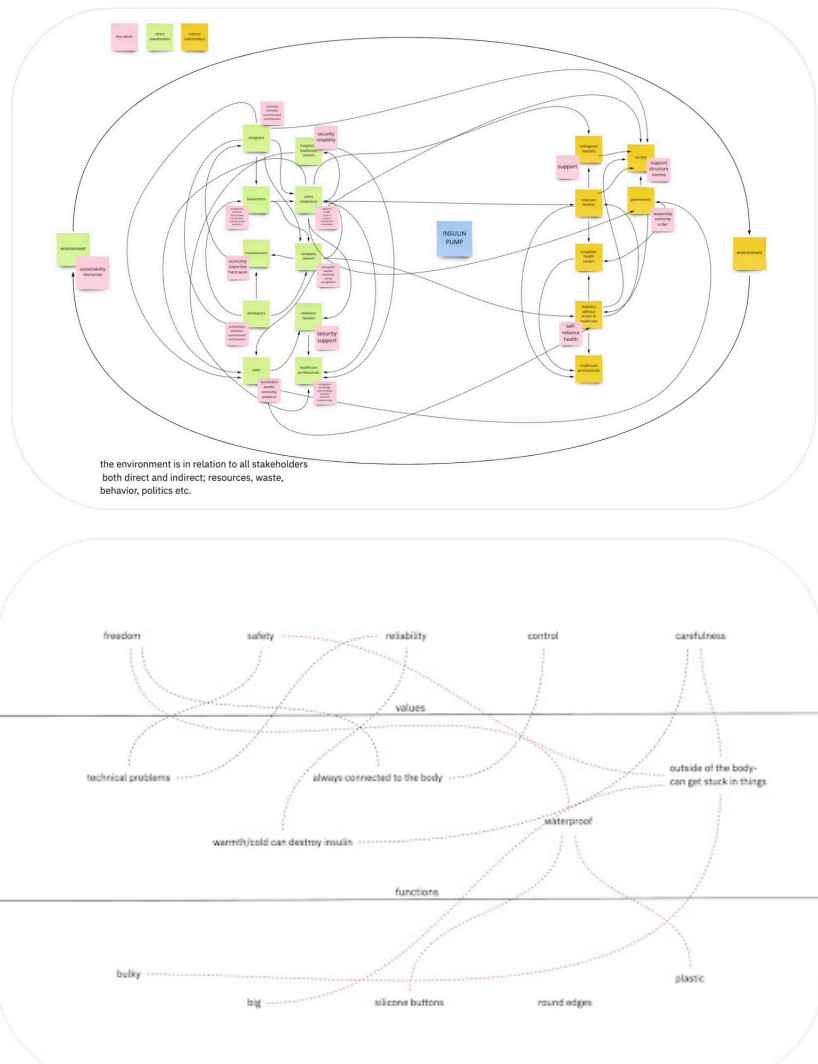 key values
direct
stakeholders
indirect
stakeholders
designers
security
reliability
users
(diabetics)
researchers
environment
sustainability
resources
manufacturers
economy
expertise
hard work
company
owners
developers
relatives/
families
security
support
sales
successful
wealth
economy
ambition
healthcare
professionals
INSULIN
PUMP
colleagues/
teachers
support
society
support
structure
norms
relatives/
families
government
leadership
authority
order
hospitals/
health
centers
environment
diabetics
without
access to
healthcare
self-
reliance
health
healthcare
professionals
the environment is in relation to all stakeholders
both direct and indirect; resources, waste,
behavior, politics etc.
freedom
safety
reliability
control
carefulness
values
technical problems
always connected to the body
outside of the body-
can get stuck in things
waterproof
warmth/cold can destroy insulin
functions
bulky
big
silicone buttons
round edges
plastic